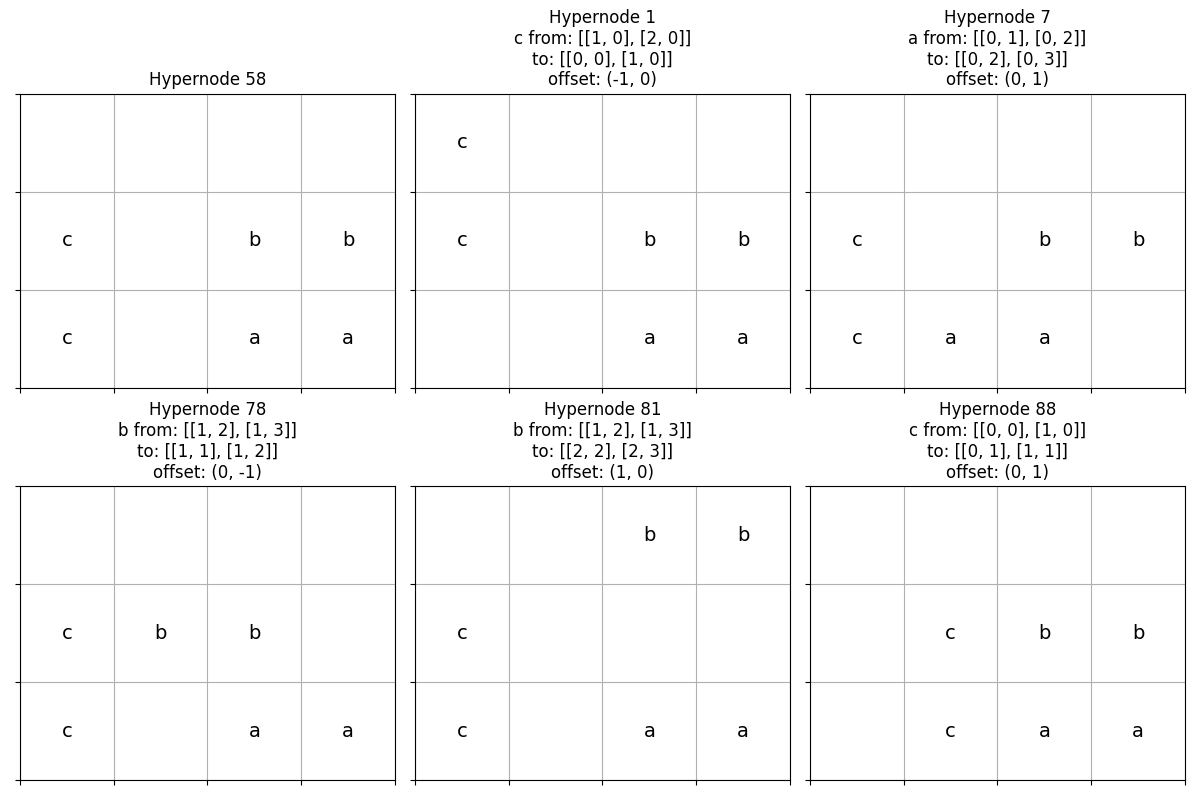 Hypernode 58
c b b
c a a
Hypernode 1
c from: [[1, 0], [2, 0]]
to: [[0, 0], [1, 0]]
offset: (-1, 0)
c
c b b
a a
Hypernode 7
a from: [[0, 1], [0, 2]]
to: [[0, 2], [0, 3]]
offset: (0, 1)
c b b
c a a
Hypernode 78
b from: [[1, 2], [1, 3]]
to: [[1, 1], [1, 2]]
offset: (0, -1)
c b b
c a a
Hypernode 81
b from: [[1, 2], [1, 3]]
to: [[2, 2], [2, 3]]
offset: (1, 0)
b b
c
c a a
Hypernode 88
c from: [[0, 0], [1, 0]]
to: [[0, 1], [1, 1]]
offset: (0, 1)
c b b
c a a